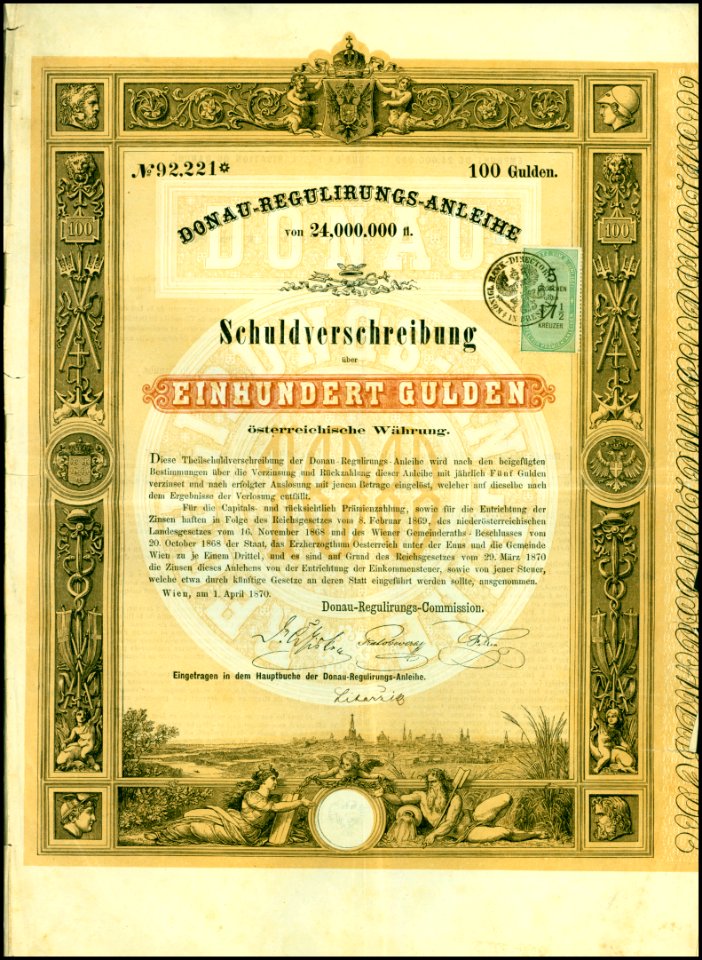 № 92,221*
100 Gulden.
DONAU-REGULIRUNGS-ANLEIHE
von 24,000,000 fl.
5
GROSCHEN
ODER
17 1/2
KREUZER
Schuldverschreibung
über
EINHUNDERT GULDEN
österreichische Währung.
Diese Theilschuldverschreibung der Donau-Regulirungs-Anleihe wird nach den beigefügten
Bestimmungen über die Verzinsung und Rückzahlung dieser Anleihe mit jährlich Fünf Gulden
verzinset und nach erfolgter Auslosung mit jenem Betrage eingelöst, welcher auf dieselbe nach
dem Ergebnisse der Verlosung entfällt.
Für die Capitals- und rücksichtlich Prämienzahlung, sowie für die Entrichtung der
Zinsen haften in Folge des Reichsgesetzes vom 8. Februar 1869, des niederösterreichischen
Landesgesetzes vom 16. November 1868 und des Wiener Gemeinderaths-Beschlusses vom
20. October 1868 der Staat, das Erzherzogthum Oesterreich unter der Enns und die Gemeinde
Wien zu je Einem Drittel, und es sind auf Grund des Reichsgesetzes vom 29. März 1870
die Zinsen dieses Anlehens von der Entrichtung der Einkommensteuer, sowie von jener Steuer,
welche etwa durch künftige Gesetze an deren Statt eingeführt werden sollte, ausgenommen.
Wien, am 1. April 1870.
Donau-Regulirungs-Commission.
Eingetragen in dem Hauptbuche der Donau-Regulirungs-Anleihe.
100
100
DONAU